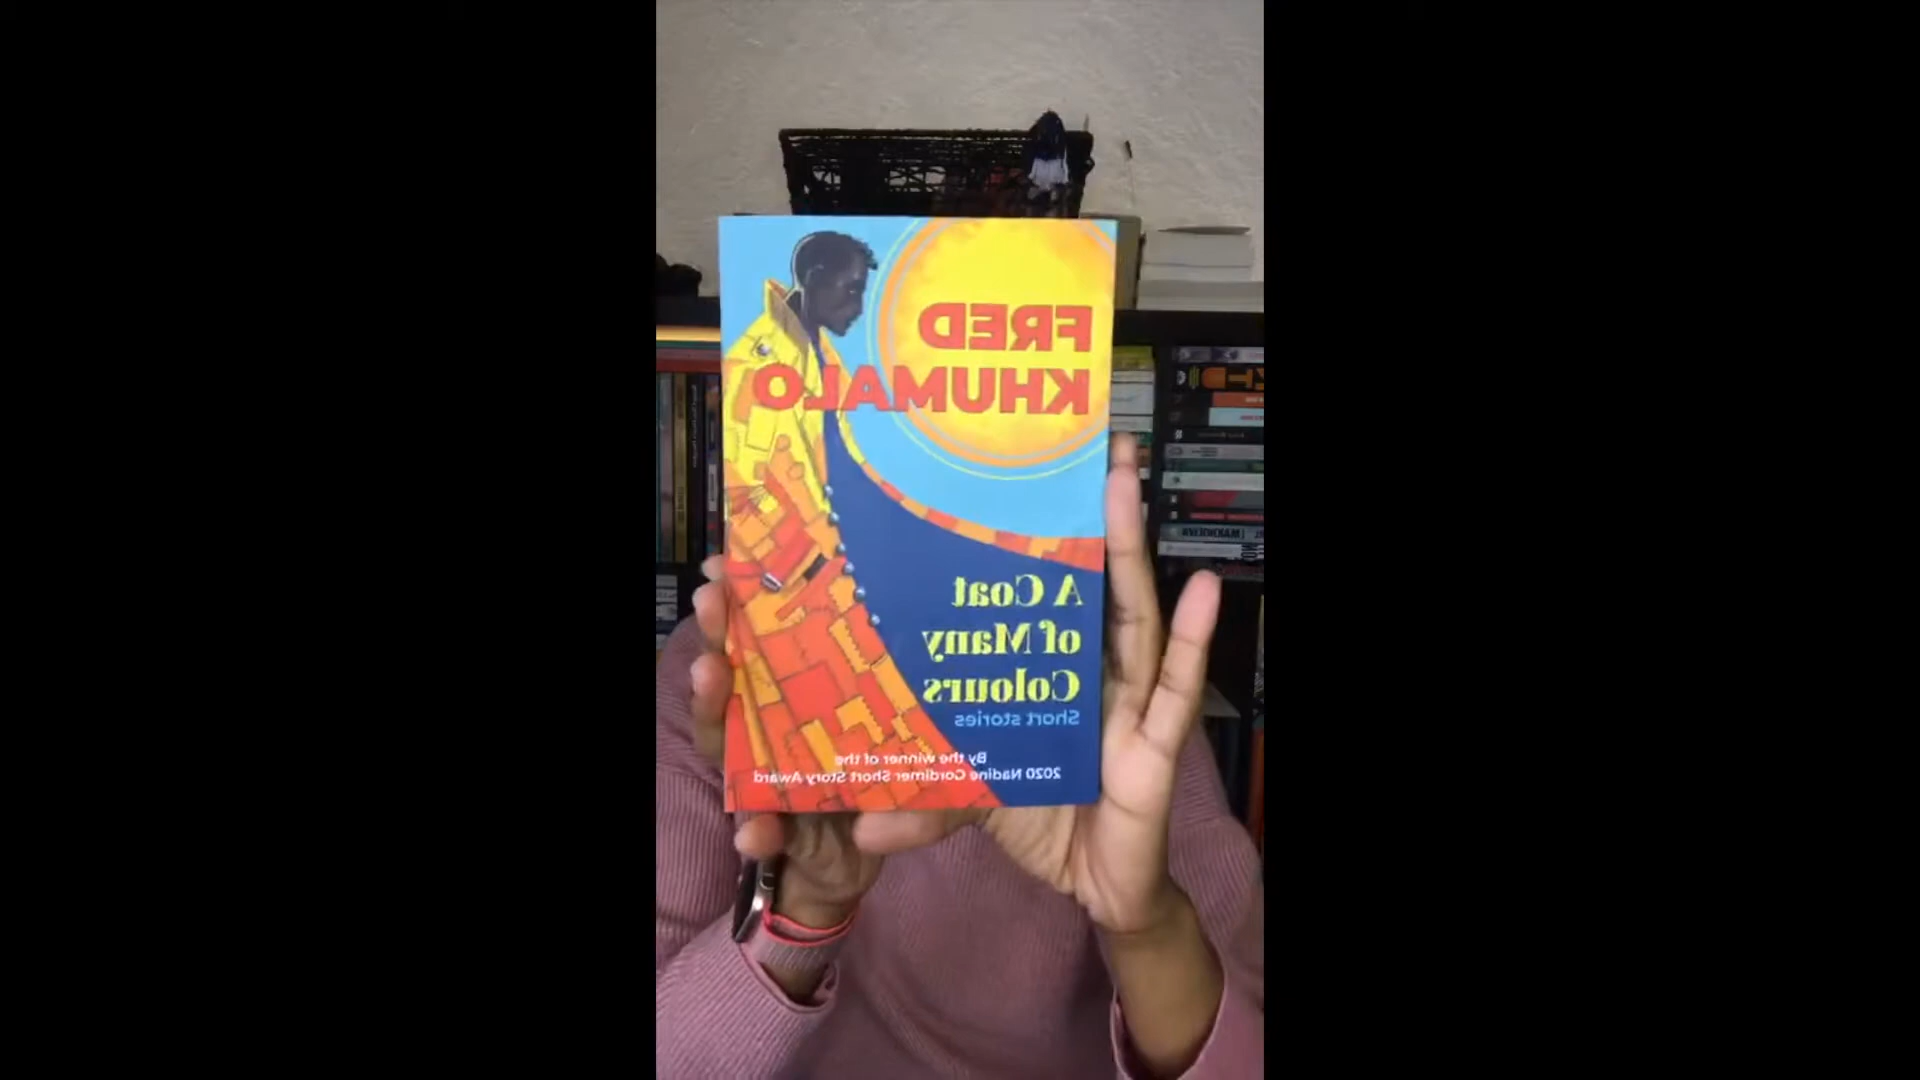 FRED
KHUMALO
A Coat
of Many
Colours
Short stories
By the winner of the
2020 Nadine Gordimer Short Story Award